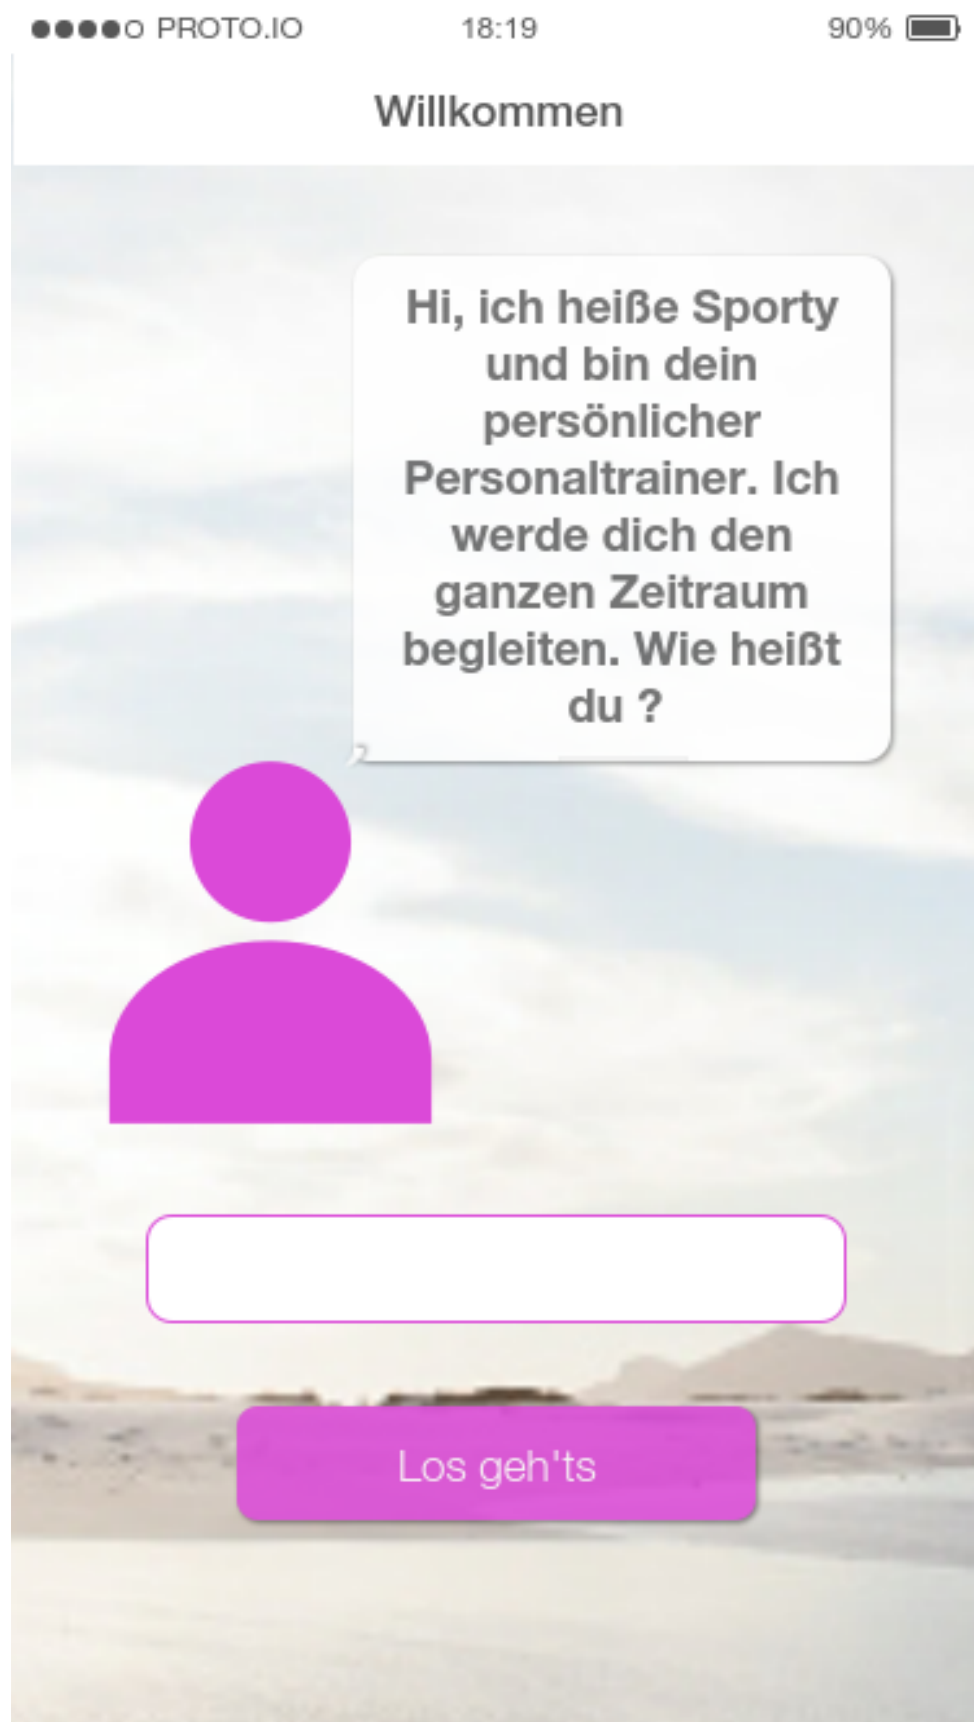 PROTO.IO 18:19 90%
Willkommen
Hi, ich heiße Sporty
und bin dein
persönlicher
Personaltrainer. Ich
werde dich den
ganzen Zeitraum
begleiten. Wie heißt
du ?
Los geh'ts